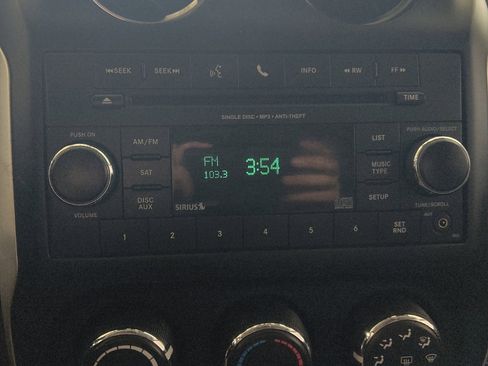 SEEK SEEK INFO RW FF
TIME
SINGLE DISC • MP3 • ANTI-THEFT
PUSH ON
AM/FM
SAT
DISC AUX
VOLUME
FM
103.3
3:54
SIRIUS
LIST
MUSIC TYPE
SETUP
PUSH AUDIO/SELECT
TUNE/SCROLL
1 2 3 4 5 6 SET RND
AUX